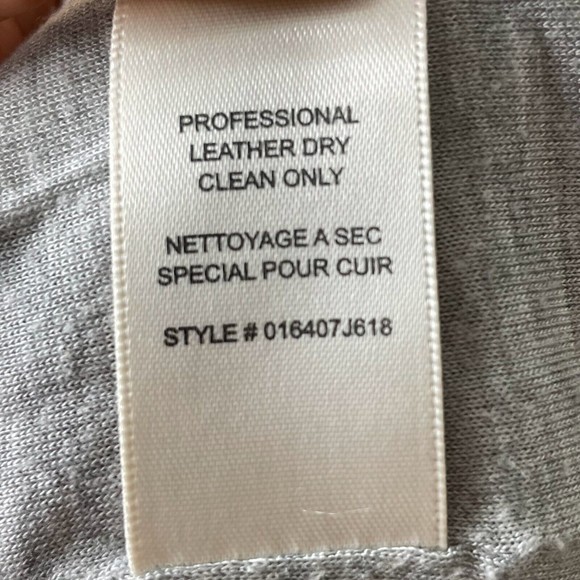 PROFESSIONAL
LEATHER DRY
CLEAN ONLY
NETTOYAGE A SEC
SPECIAL POUR CUIR
STYLE # 016407J618